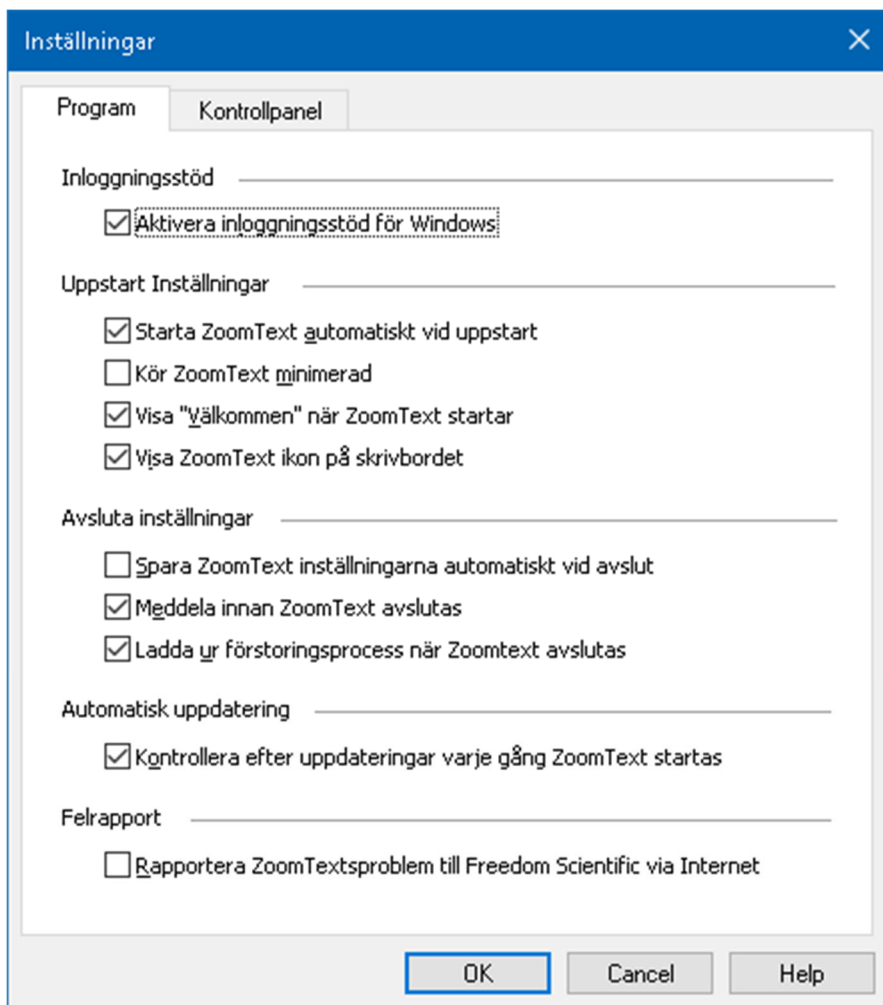 Inställningar
Program
Kontrollpanel
Inloggningsstöd
Aktivera inloggningsstöd för Windows
Uppstart Inställningar
Starta ZoomText automatiskt vid uppstart
Kör ZoomText minimerad
Visa "Välkommen" när ZoomText startar
Visa ZoomText ikon på skrivbordet
Avsluta inställningar
Spara ZoomText inställningarna automatiskt vid avslut
Meddela innan ZoomText avslutas
Ladda ur förstoringsprocess när Zoomtext avslutas
Automatisk uppdatering
Kontrollera efter uppdateringar varje gång ZoomText startas
Felrapport
Rapportera ZoomTextsproblem till Freedom Scientific via Internet
OK
Cancel
Help